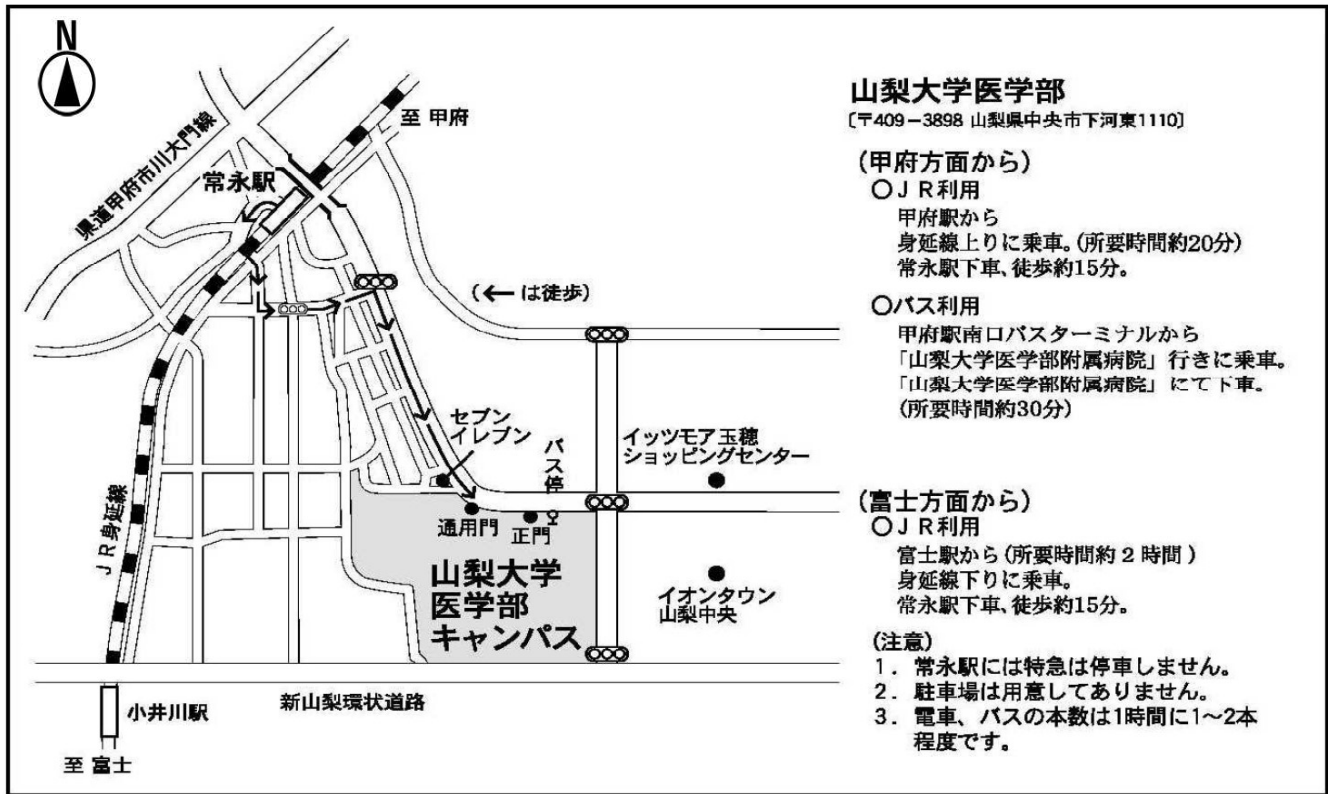 N
至 甲府
県道甲府市川大門線
常永駅
(← は徒歩)
セブン
イレブン
バス停
イッツモア玉穂
ショッピングセンター
通用門
正門
JR身延線
山梨大学
医学部
キャンパス
イオンタウン
山梨中央
小井川駅
新山梨環状道路
至 富士
山梨大学医学部
〔〒409-3898 山梨県中央市下河東1110〕
(甲府方面から)
○JR利用
甲府駅から
身延線上りに乗車。(所要時間約20分)
常永駅下車、徒歩約15分。
○バス利用
甲府駅南口バスターミナルから
「山梨大学医学部附属病院」行きに乗車。
「山梨大学医学部附属病院」にて下車。
(所要時間約30分)
(富士方面から)
○JR利用
富士駅から(所要時間約2時間)
身延線下りに乗車。
常永駅下車、徒歩約15分。
(注意)
1. 常永駅には特急は停車しません。
2. 駐車場は用意してありません。
3. 電車、バスの本数は1時間に1~2本
程度です。